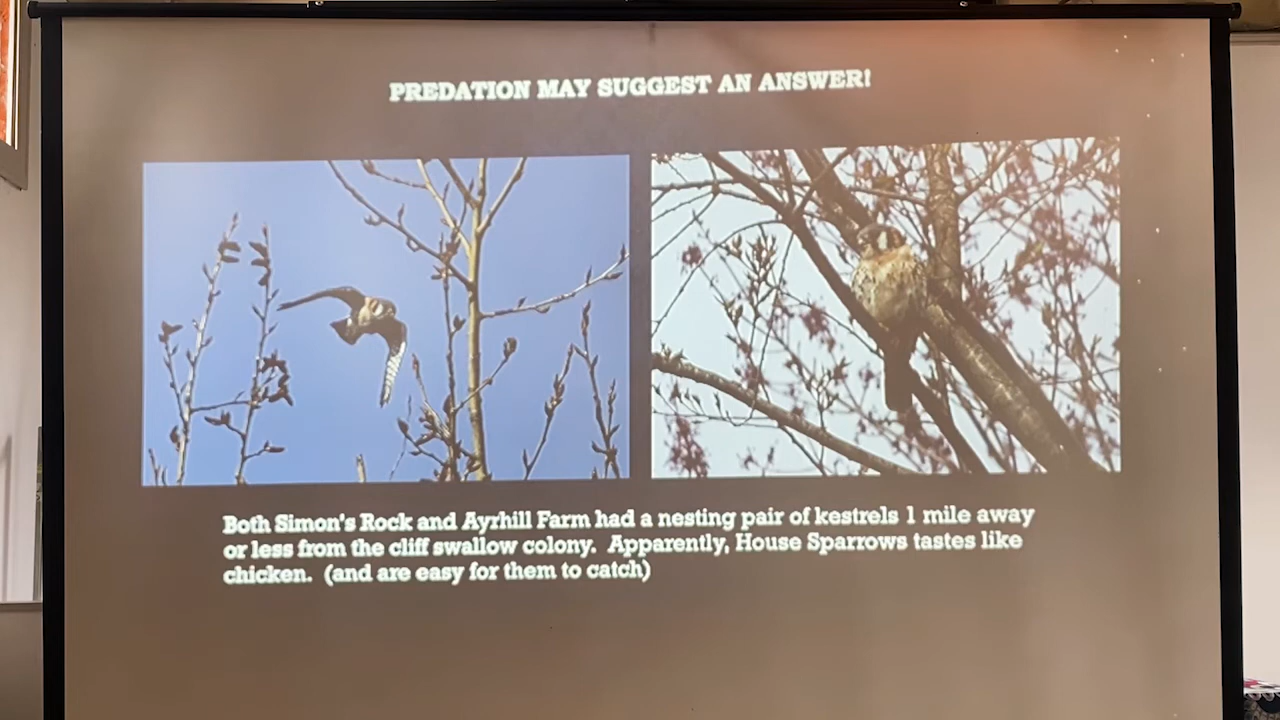 PREDATION MAY SUGGEST AN ANSWER!
Both Simon's Rock and Ayrhill Farm had a nesting pair of kestrels 1 mile away
or less from the cliff swallow colony. Apparently, House Sparrows tastes like
chicken. (and are easy for them to catch)